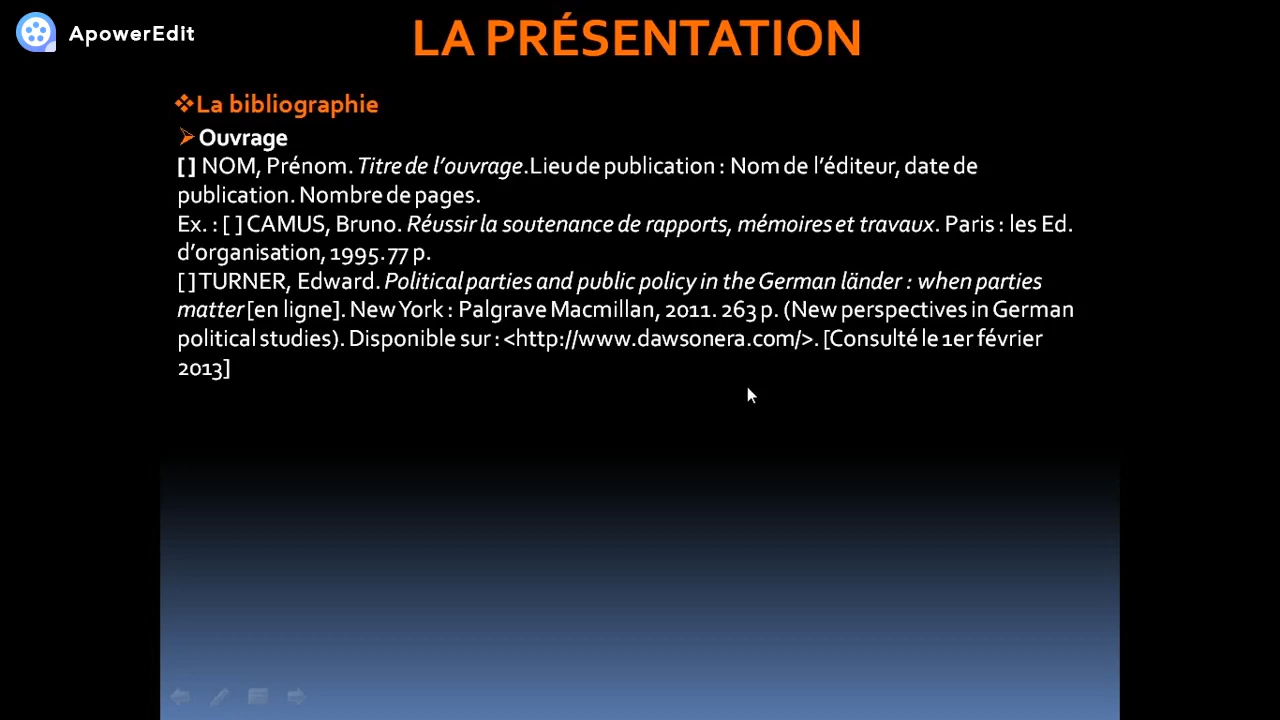 ApowerEdit
LA PRÉSENTATION
❖La bibliographie
➢Ouvrage
[ ] NOM, Prénom. Titre de l’ouvrage.Lieu de publication : Nom de l’éditeur, date de
publication. Nombre de pages.
Ex. : [ ] CAMUS, Bruno. Réussir la soutenance de rapports, mémoires et travaux. Paris : les Ed.
d’organisation, 1995. 77 p.
[ ] TURNER, Edward. Political parties and public policy in the German länder : when parties
matter [en ligne]. New York : Palgrave Macmillan, 2011. 263 p. (New perspectives in German
political studies). Disponible sur : <http://www.dawsonera.com/>. [Consulté le 1er février
2013]